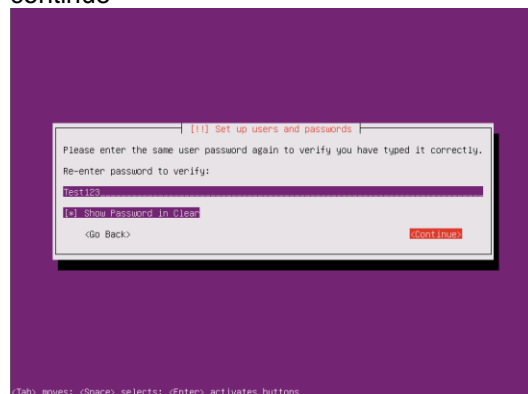 continue
[!!] Set up users and passwords
Please enter the same user password again to verify you have typed it correctly.
Re-enter password to verify:
Test123
[*] Show Password in Clear
<Go Back> <Continue>
<Tab> moves; <Space> selects; <Enter> activates buttons